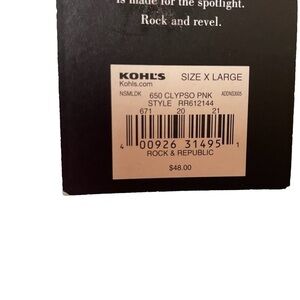 is made for the spotlight.
Rock and revel.
KOHL'S SIZE X LARGE
Kohls.com
NSMLDK 650 CLYPSO PNK
STYLE RR612144
671 20 21
4 00926 31495 1
ROCK & REPUBLIC
$48.00